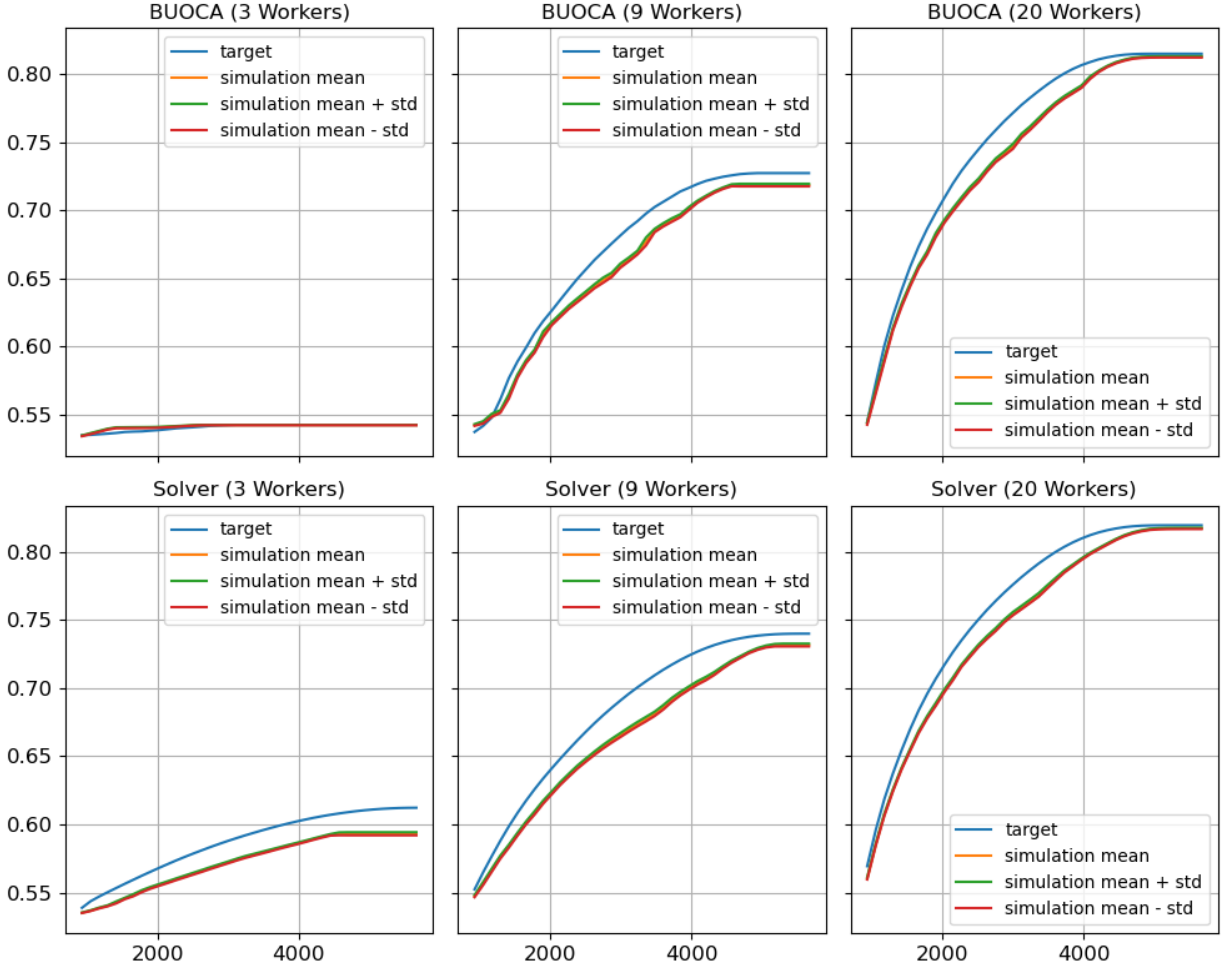 BUOCA (3 Workers)
BUOCA (9 Workers)
BUOCA (20 Workers)
0.80
0.75
0.70
0.65
0.60
0.55
target
simulation mean
simulation mean + std
simulation mean - std
target
simulation mean
simulation mean + std
simulation mean - std
target
simulation mean
simulation mean + std
simulation mean - std
Solver (3 Workers)
Solver (9 Workers)
Solver (20 Workers)
0.80
0.75
0.70
0.65
0.60
0.55
target
simulation mean
simulation mean + std
simulation mean - std
target
simulation mean
simulation mean + std
simulation mean - std
target
simulation mean
simulation mean + std
simulation mean - std
2000 4000
2000 4000
2000 4000